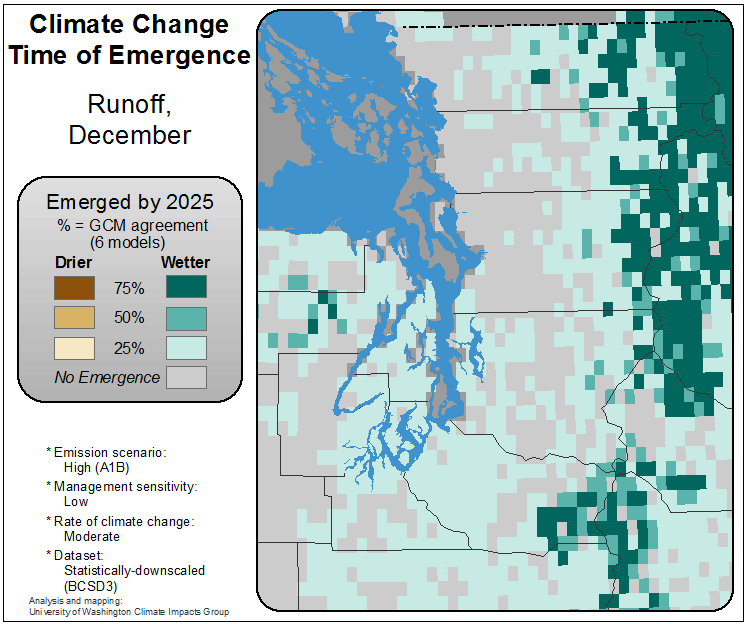 Climate Change
Time of Emergence
Runoff,
December
Emerged by 2025
% = GCM agreement
(6 models)
Drier Wetter
75%
50%
25%
No Emergence
* Emission scenario:
High (A1B)
* Management sensitivity:
Low
* Rate of climate change:
Moderate
* Dataset:
Statistically-downscaled
(BCSD3)
Analysis and mapping:
University of Washington Climate Impacts Group